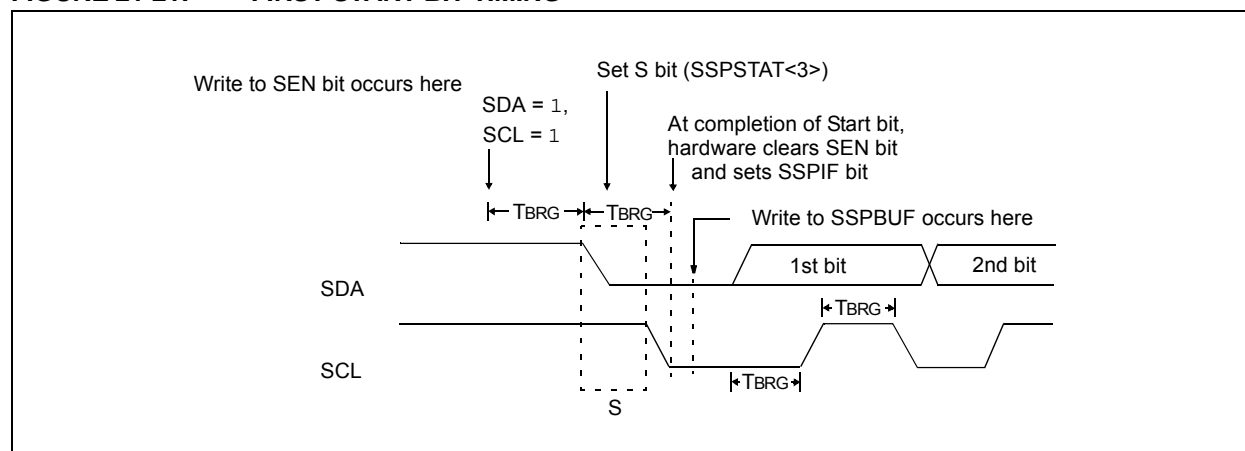 Set S bit (SSPSTAT<3>)
Write to SEN bit occurs here
SDA = 1,
SCL = 1
At completion of Start bit,
hardware clears SEN bit
and sets SSPIF bit
TBRG
TBRG
Write to SSPBUF occurs here
1st bit
2nd bit
SDA
TBRG
SCL
TBRG
S